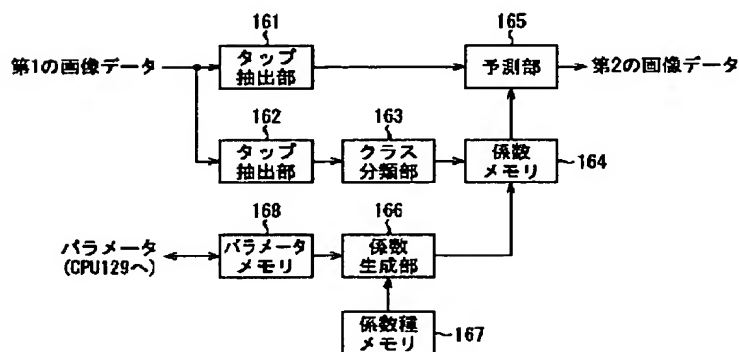 161
165
第1の画像データ
タップ
抽出部
予測部
第2の画像データ
162
163
タップ
抽出部
クラス
分類部
係数
メモリ
164
168
166
パラメータ
(CPU129へ)
パラメータ
メモリ
係数
生成部
係数種
メモリ
167